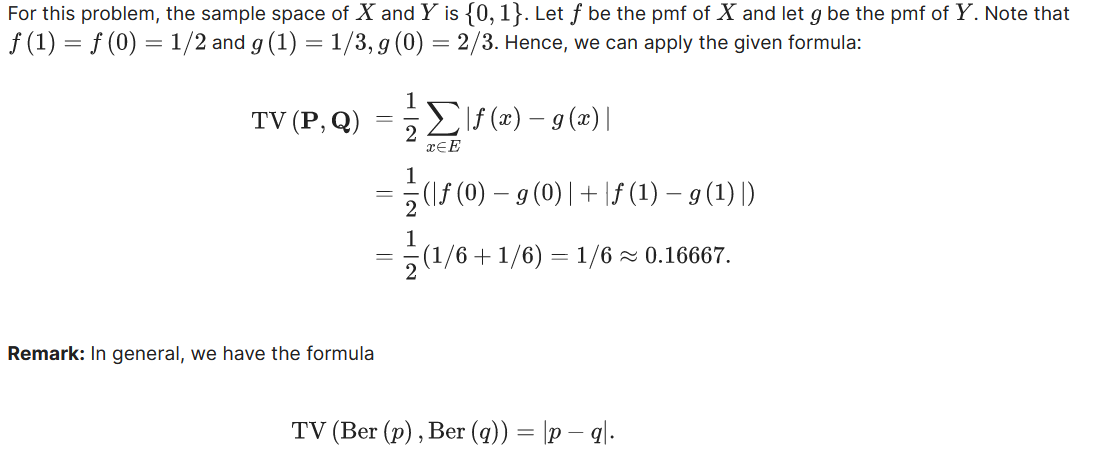 For this problem, the sample space of X and Y is {0, 1}. Let f be the pmf of X and let g be the pmf of Y. Note that
f (1) = f (0) = 1/2 and g (1) = 1/3, g (0) = 2/3. Hence, we can apply the given formula:
TV (P, Q) = 1/2 ∑_{x∈E} |f (x) − g (x) |
= 1/2 (|f (0) − g (0) | + |f (1) − g (1) |)
= 1/2 (1/6 + 1/6) = 1/6 ≈ 0.16667.
Remark: In general, we have the formula
TV (Ber (p) , Ber (q)) = |p − q|.